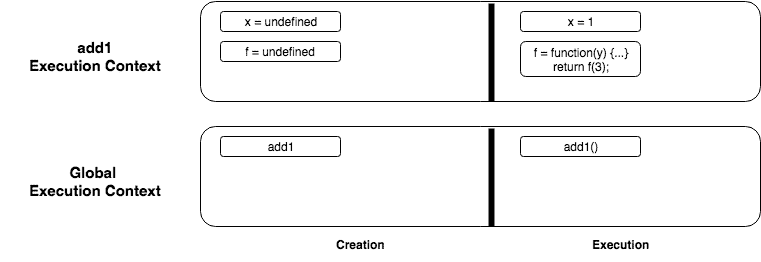 add1
Execution Context
x = undefined
f = undefined
x = 1
f = function(y) {...}
return f(3);
Global
Execution Context
add1
add1()
Creation
Execution